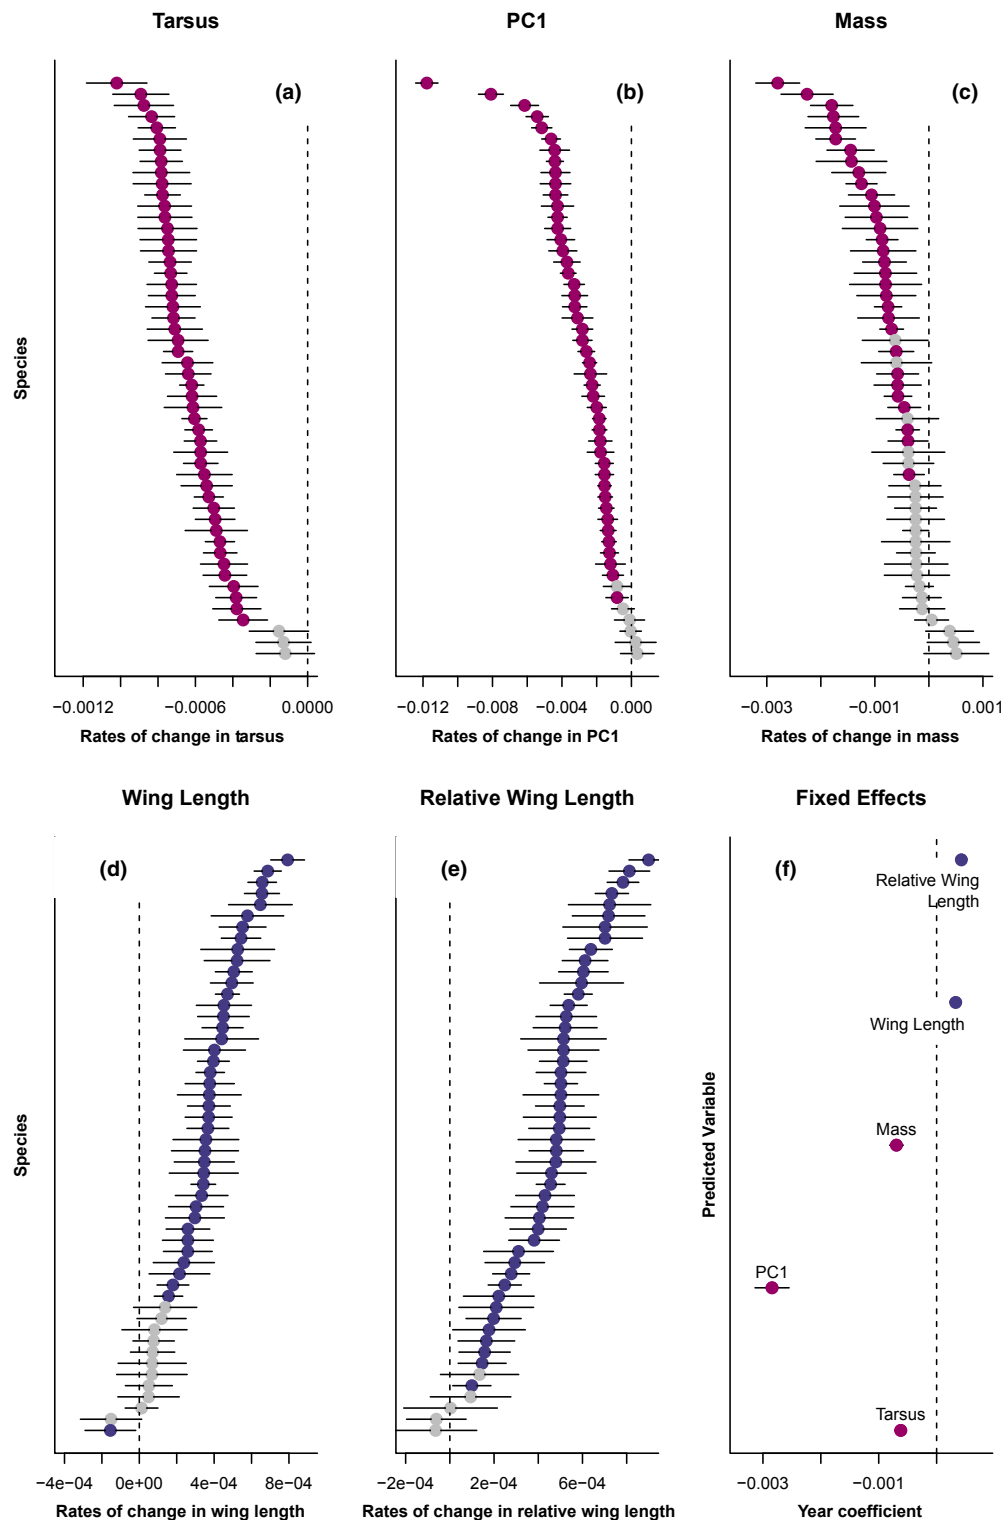 Tarsus
PC1
Mass
(a)
(b)
(c)
Species
−0.0012
−0.0006
0.0000
−0.012
−0.008
−0.004
0.000
−0.003
−0.001
0.001
Rates of change in tarsus
Rates of change in PC1
Rates of change in mass
Wing Length
Relative Wing Length
Fixed Effects
(d)
(e)
(f)
Relative Wing
Length
Wing Length
Mass
PC1
Tarsus
Species
Predicted Variable
−4e−04
0e+00
4e−04
8e−04
−2e−04
2e−04
6e−04
−0.003
−0.001
Rates of change in wing length
Rates of change in relative wing length
Year coefficient